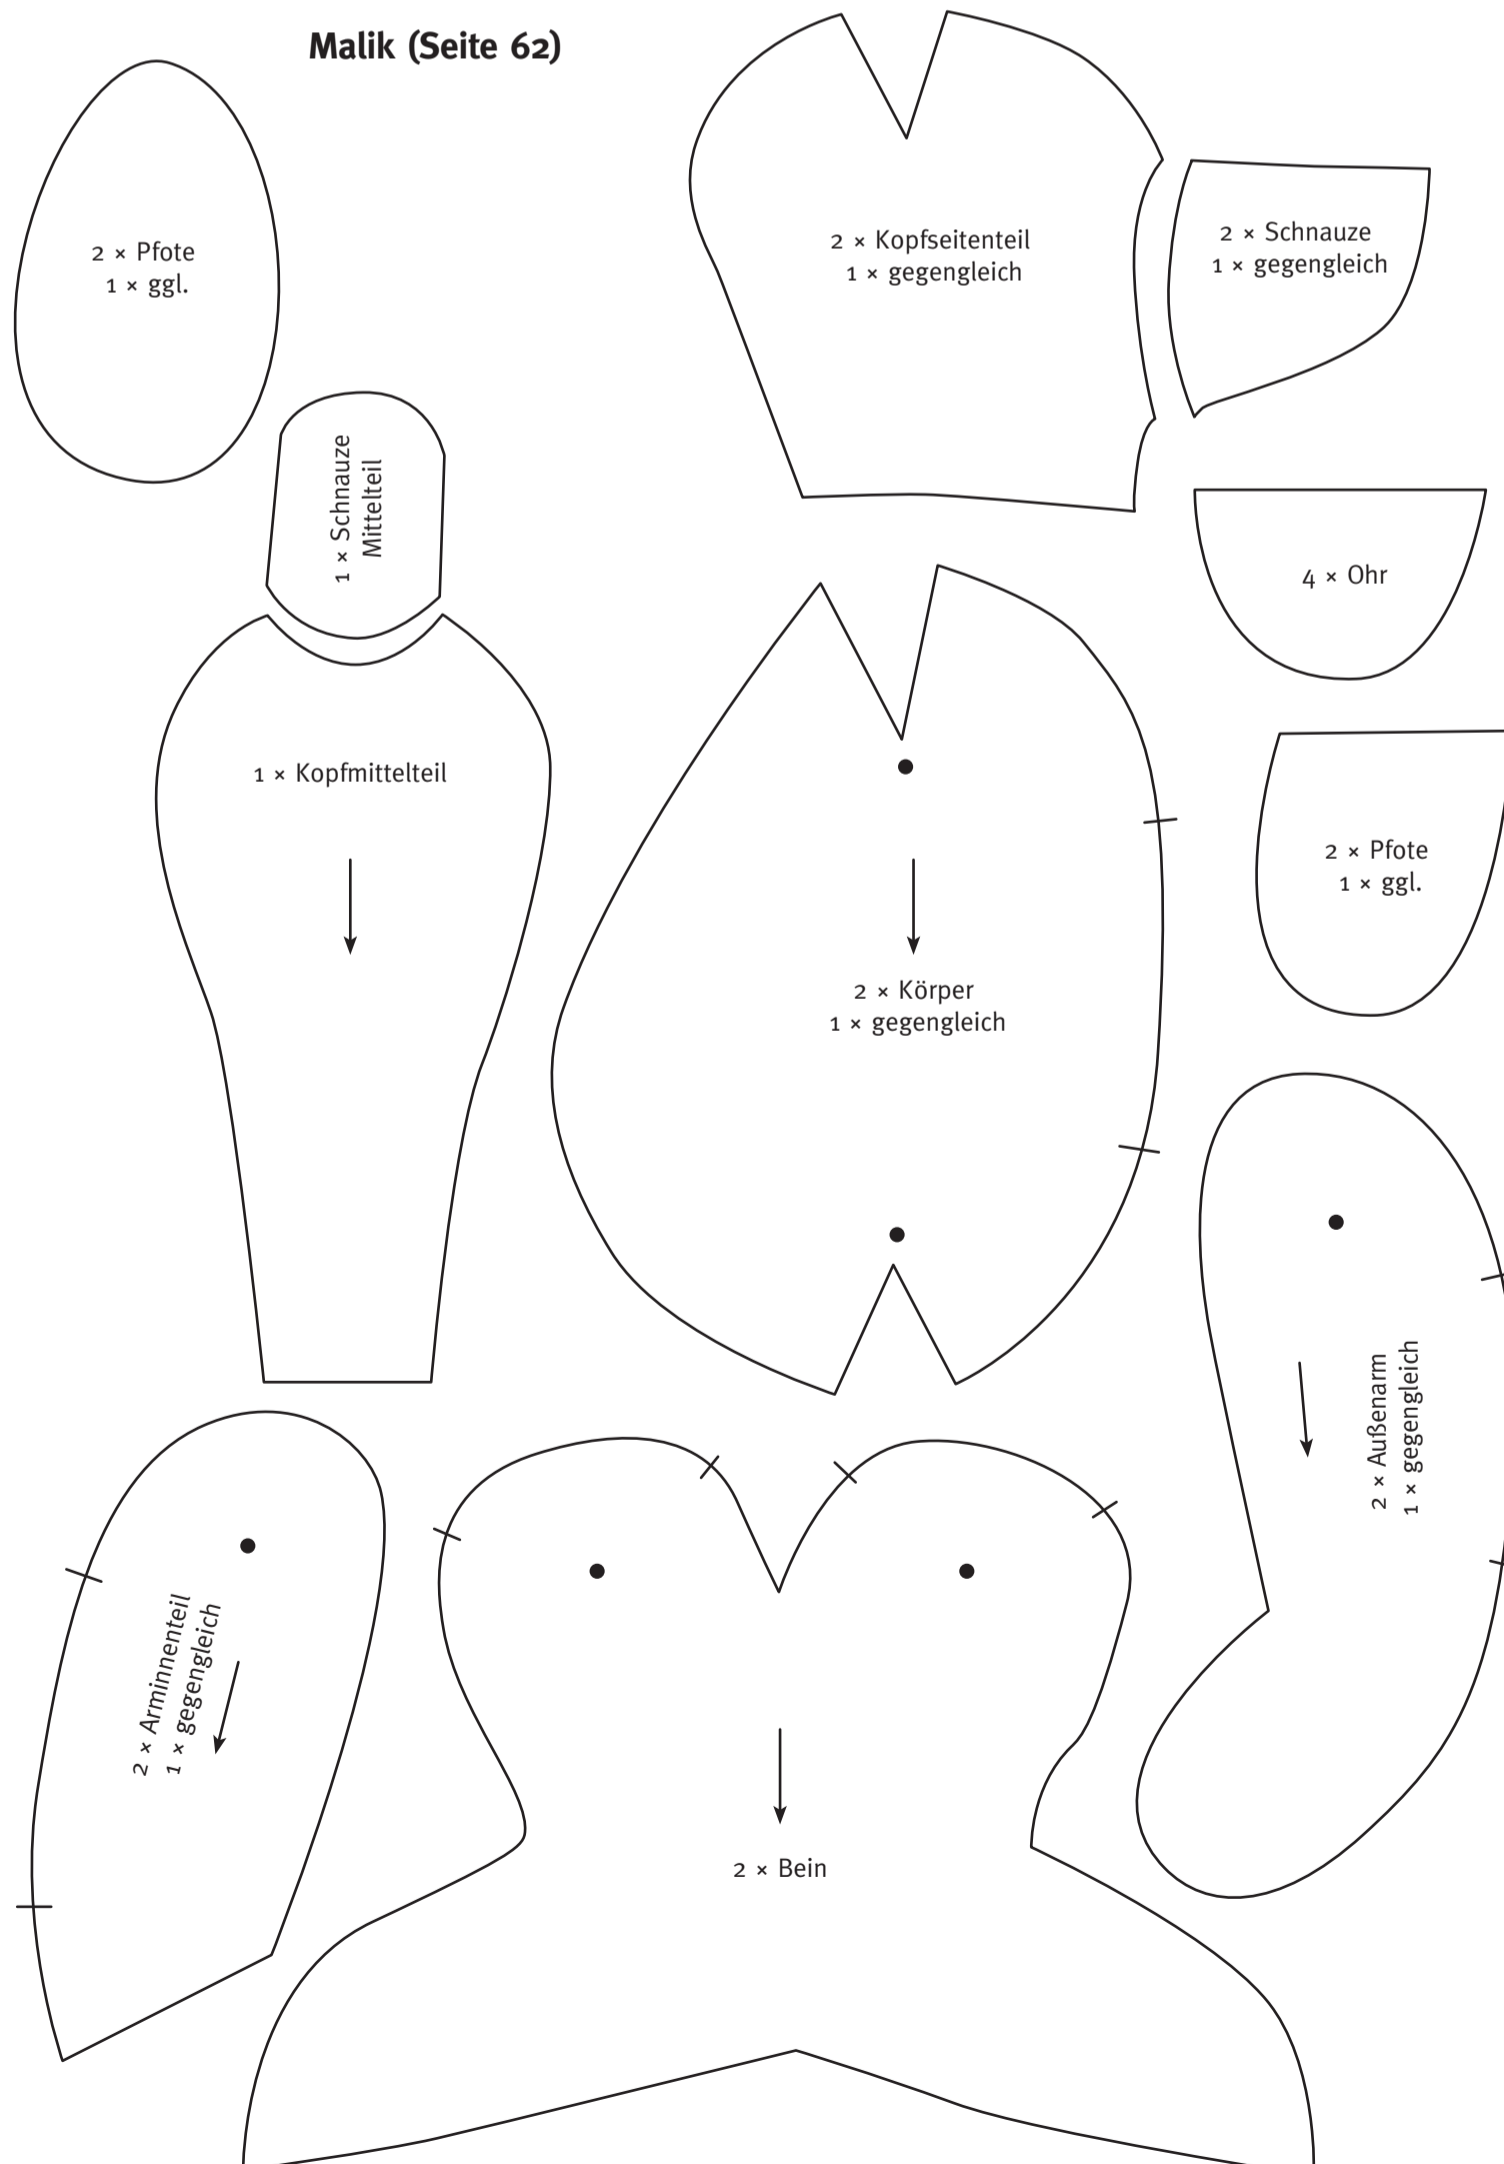 Malik (Seite 62)
2 × Pfote
1 × ggl.
2 × Kopfseitenteil
1 × gegengleich
2 × Schnauze
1 × gegengleich
1 × Schnauze
Mittelteil
4 × Ohr
1 × Kopfmittelteil
2 × Pfote
1 × ggl.
2 × Körper
1 × gegengleich
2 × Außenarm
1 × gegengleich
2 × Arminnenteil
1 × gegengleich
2 × Bein